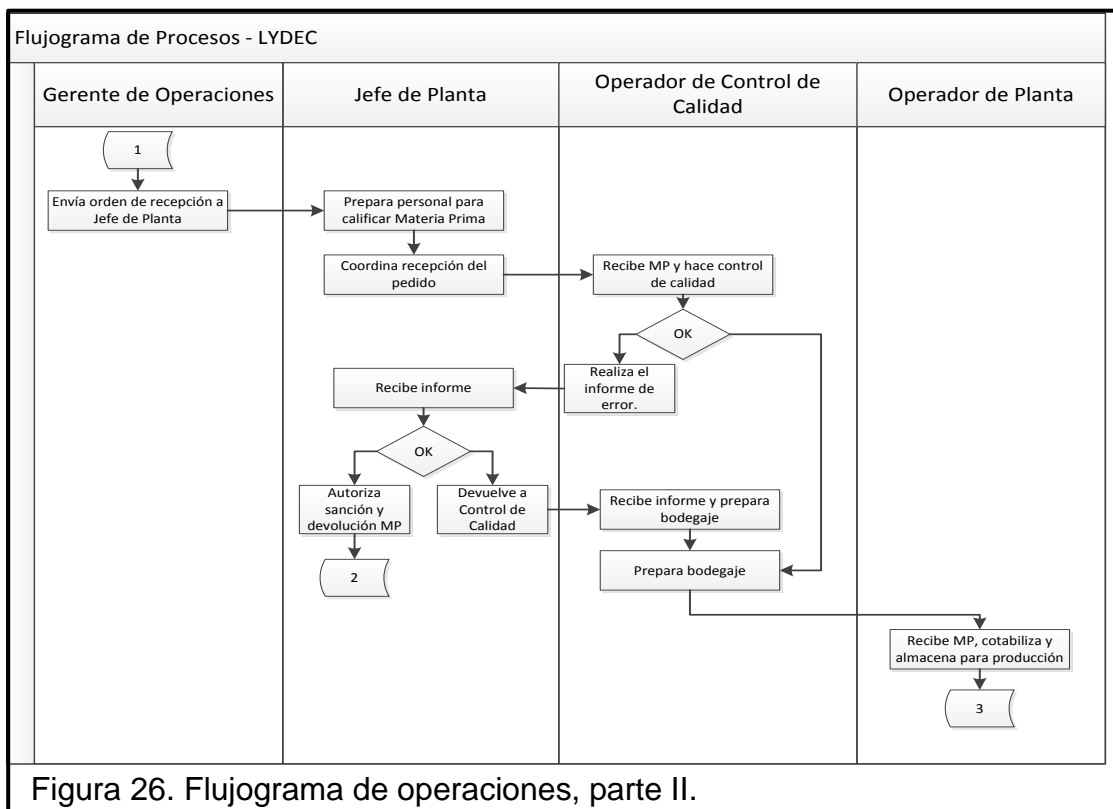 Flujograma de Procesos - LYDEC
Gerente de Operaciones
Jefe de Planta
Operador de Control de
Calidad
Operador de Planta
1
Envía orden de recepción a
Jefe de Planta
Prepara personal para
calificar Materia Prima
Coordina recepción del
pedido
Recibe MP y hace control
de calidad
OK
Realiza el
informe de
error.
Recibe informe
OK
Autoriza
sanción y
devolución MP
Devuelve a
Control de
Calidad
Recibe informe y prepara
bodegaje
2
Prepara bodegaje
Recibe MP, cotabiliza y
almacena para producción
3
Figura 26. Flujograma de operaciones, parte II.